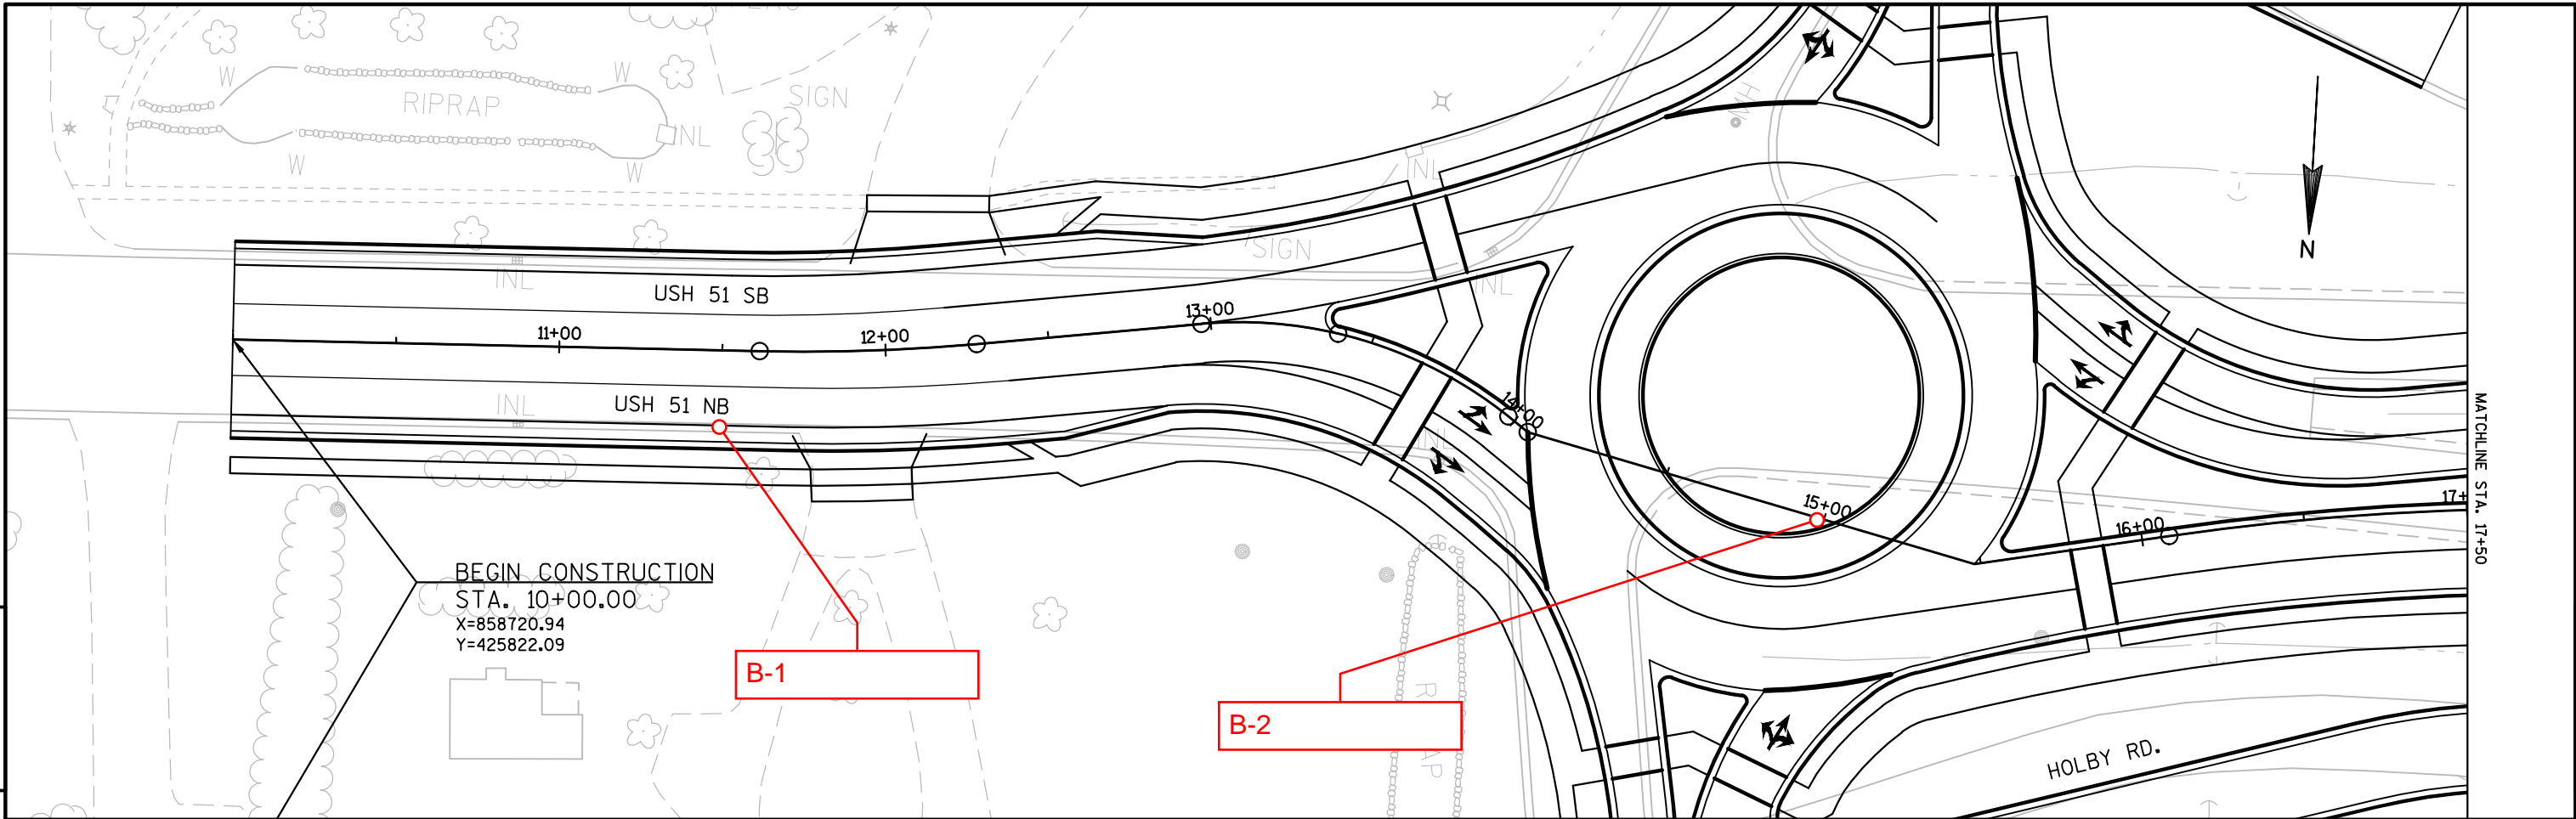 W
W
RIPRAP
SIGN
INL
W
W
MH
INL
SIGN
N
INL
INL
USH 51 SB
13+00
11+00
12+00
INL
USH 51 NB
14+00
INL
MATCHLINE STA. 17+50
15+00
17+
16+00
BEGIN CONSTRUCTION
STA. 10+00.00
X=858720.94
Y=425822.09
B-1
B-2
HOLBY RD.